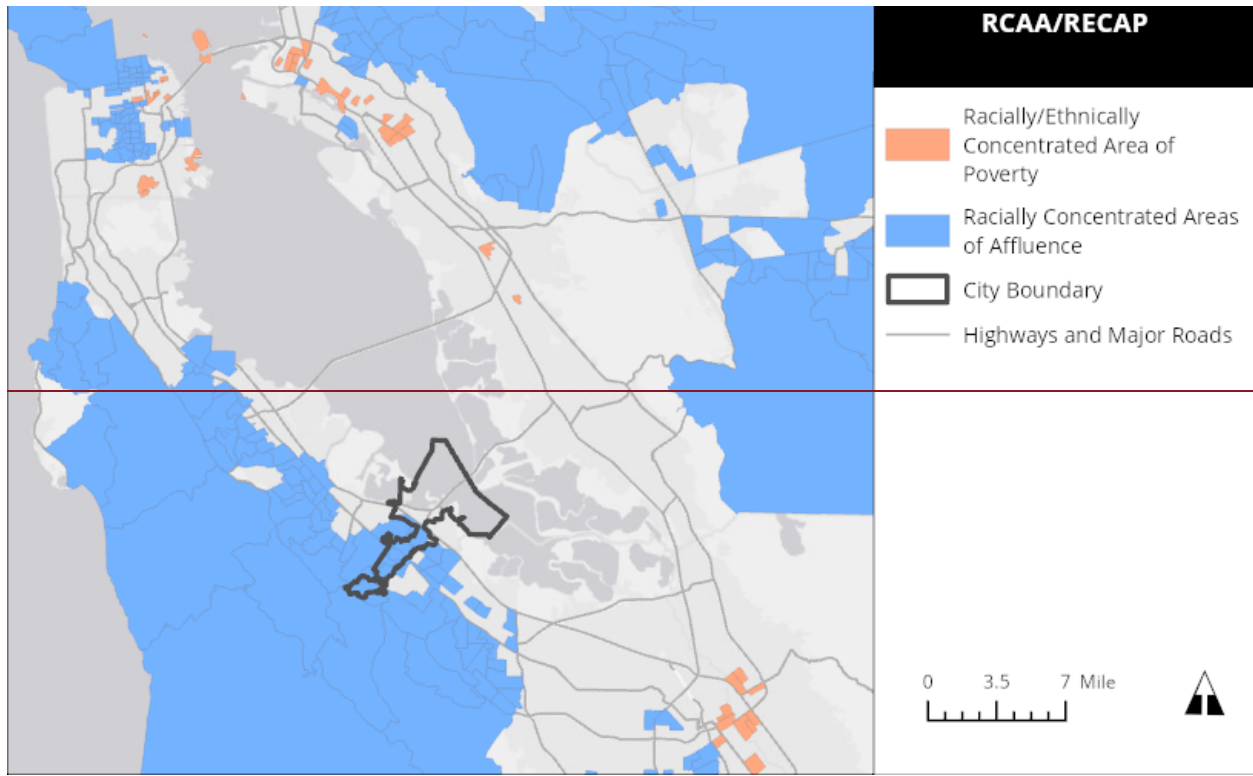 RCAA/RECAP
Racially/Ethnically
Concentrated Area of
Poverty
Racially Concentrated Areas
of Affluence
City Boundary
Highways and Major Roads
0 3.5 7 Mile